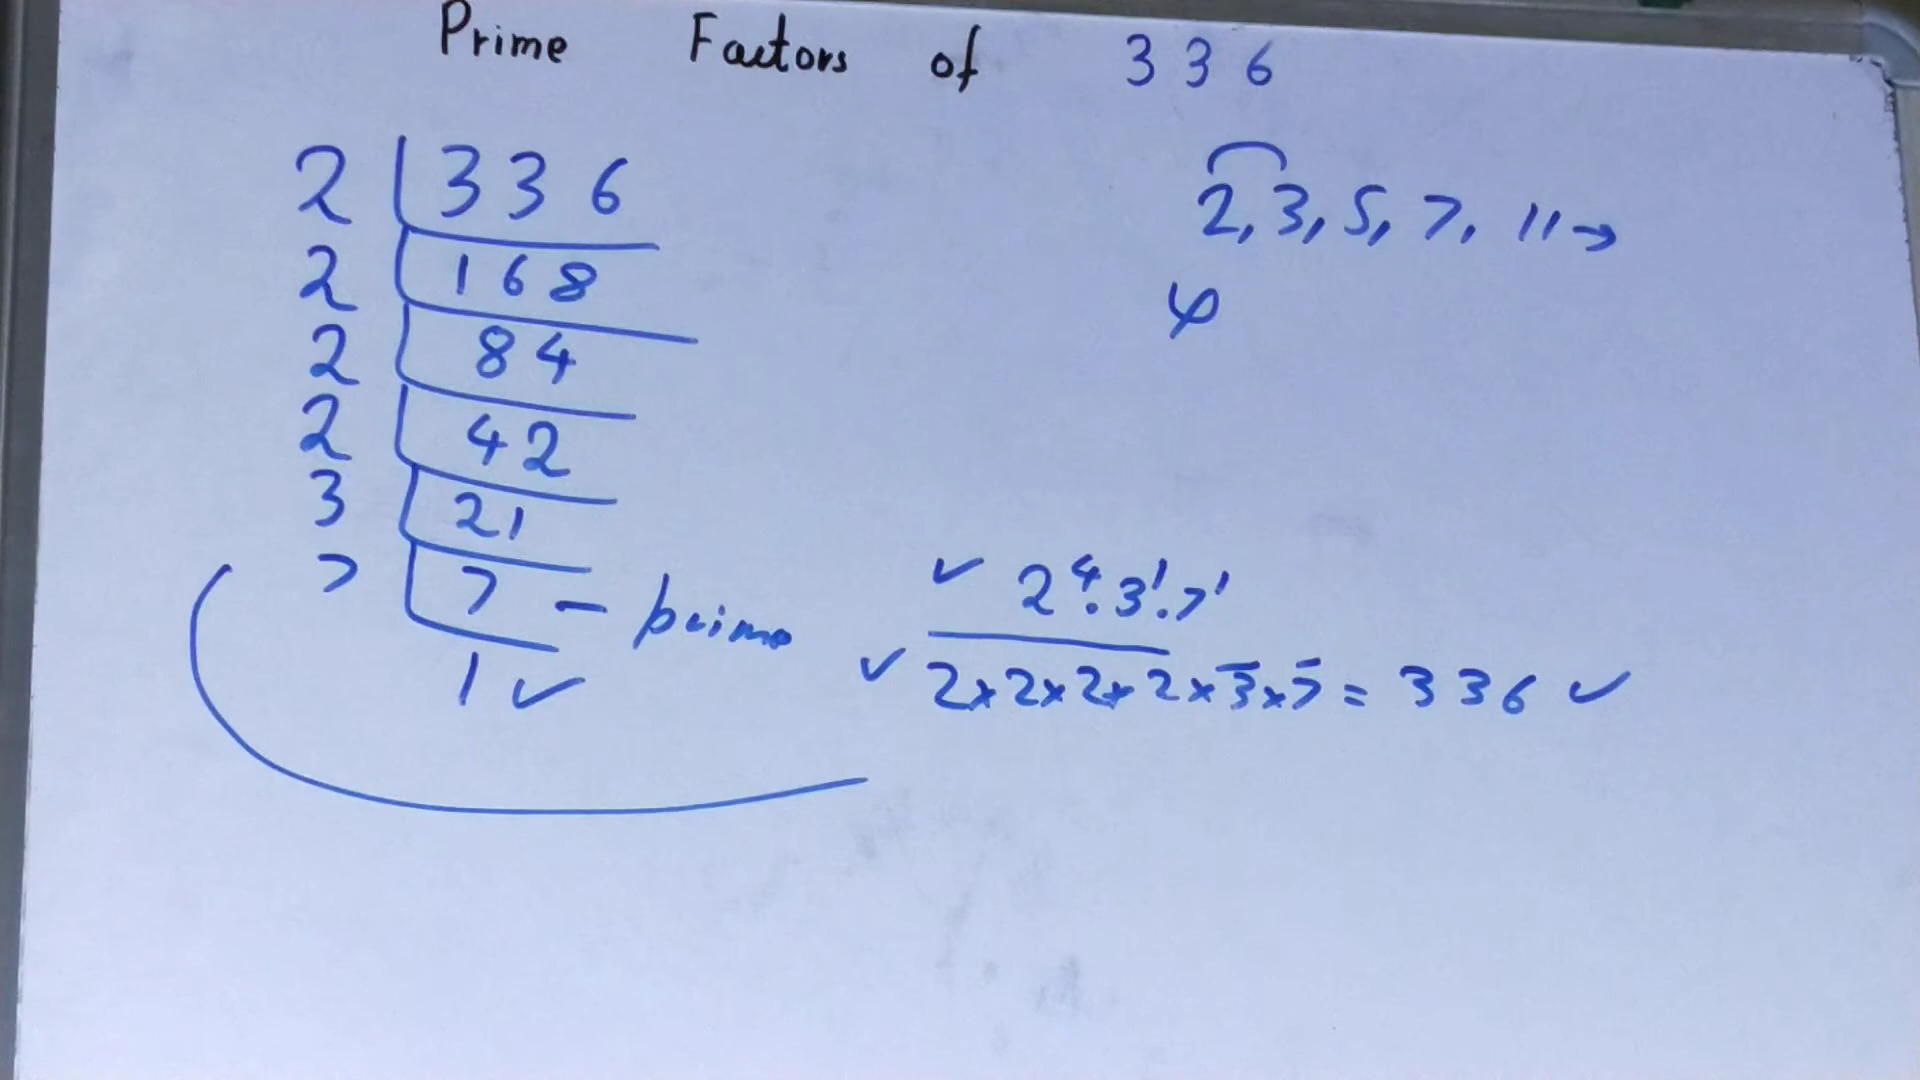 Prime Factors of 336
2 | 336
2 | 168
2 | 84
2 | 42
3 | 21
7 | 7 – prime
1 ✓
2, 3, 5, 7, 11 →
✓ 2⁴·3¹·7¹
✓ 2×2×2×2×3×7 = 336 ✓